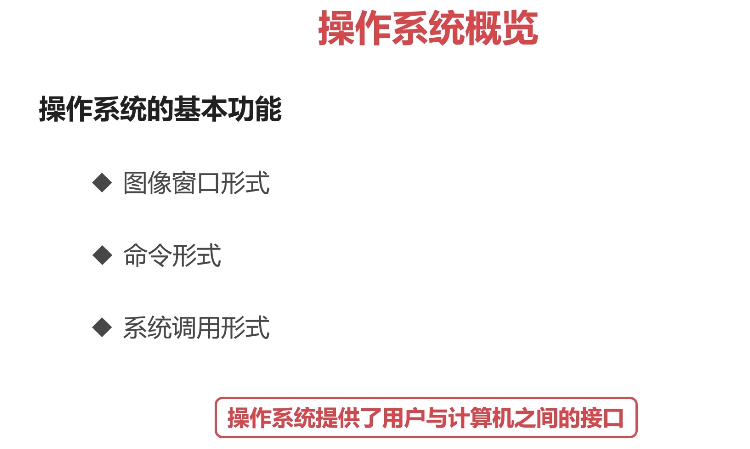 操作系统概览
操作系统的基本功能
◆ 图像窗口形式
◆ 命令形式
◆ 系统调用形式
操作系统提供了用户与计算机之间的接口